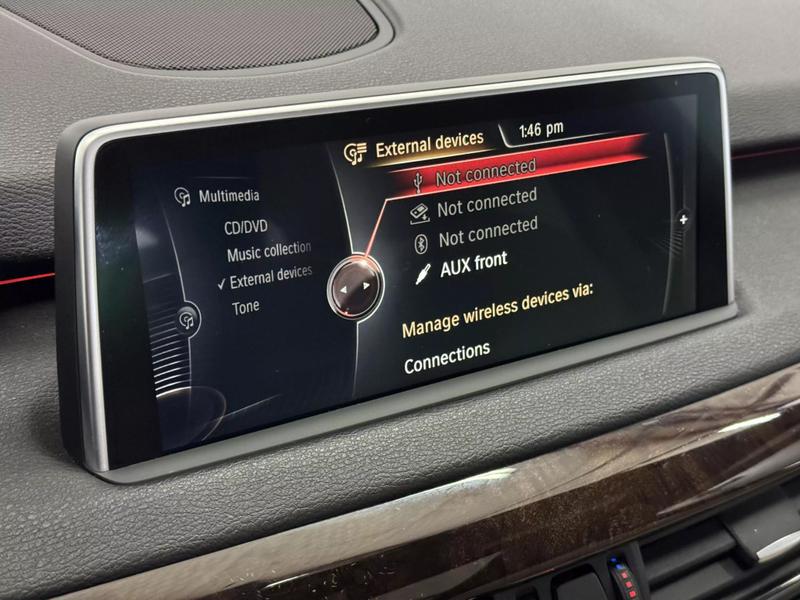 External devices
1:46 pm
Multimedia
CD/DVD
Music collection
✓ External devices
Tone
Not connected
Not connected
Not connected
AUX front
Manage wireless devices via:
Connections